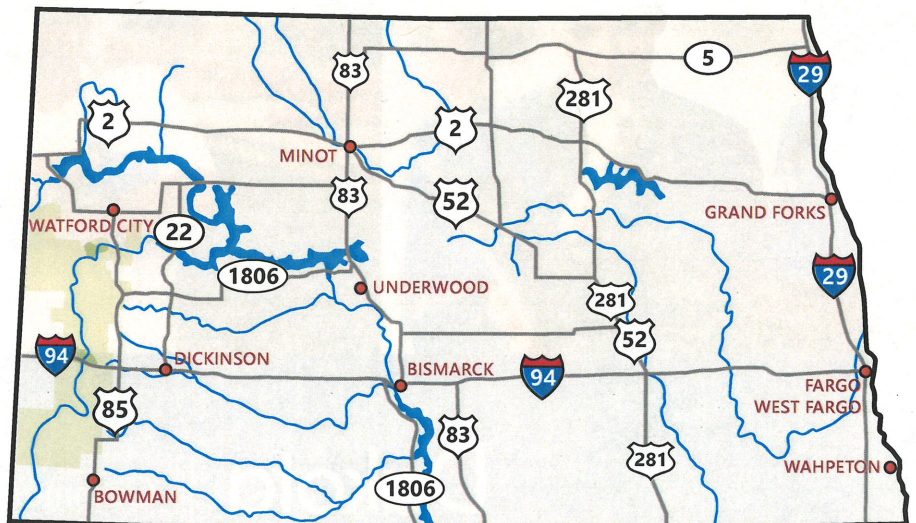 83
5
29
2
281
2
MINOT
83
52
GRAND FORKS
WATFORD CITY
22
1806
29
UNDERWOOD
281
52
94
DICKINSON
BISMARCK
94
FARGO
WEST FARGO
85
83
281
WAHPETON
BOWMAN
1806